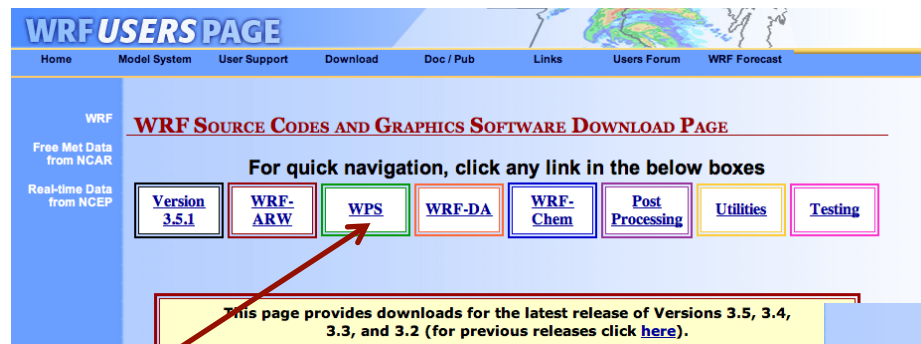 WRF USERS PAGE
Home Model System User Support Download Doc / Pub Links Users Forum WRF Forecast
WRF
Free Met Data
from NCAR
Real-time Data
from NCEP
WRF SOURCE CODES AND GRAPHICS SOFTWARE DOWNLOAD PAGE
For quick navigation, click any link in the below boxes
Version
3.5.1
WRF-
ARW
WPS
WRF-DA
WRF-
Chem
Post
Processing
Utilities
Testing
This page provides downloads for the latest release of Versions 3.5, 3.4,
3.3, and 3.2 (for previous releases click here).